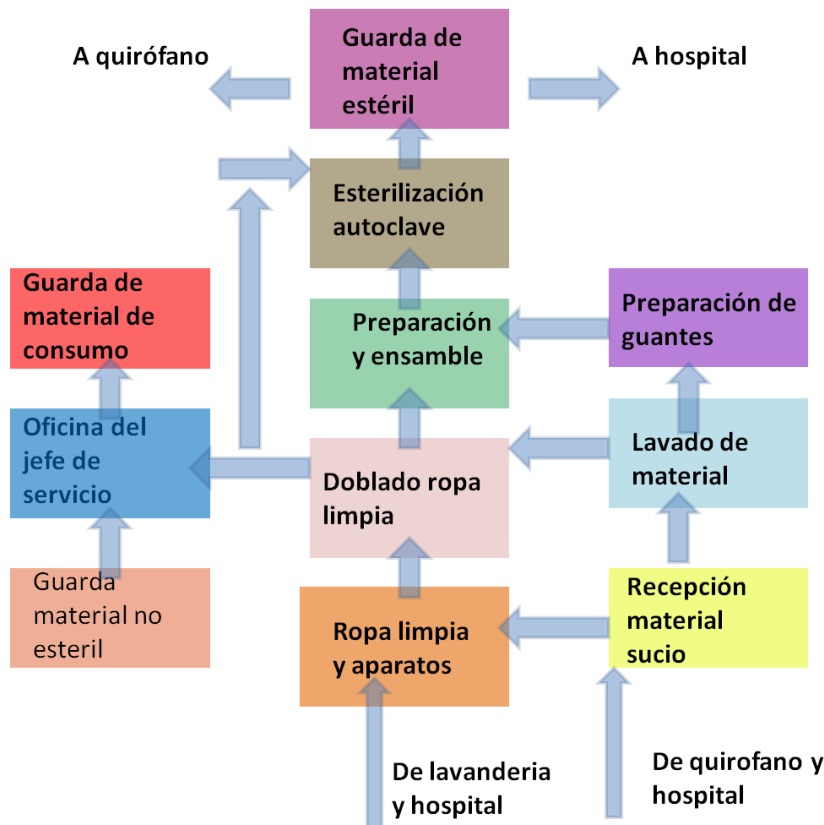 A quirófano
Guarda de
material
estéril
A hospital
Esterilización
autoclave
Guarda de
material de
consumo
Preparación
y ensamble
Preparación de
guantes
Oficina del
jefe de
servicio
Doblado ropa
limpia
Lavado de
material
Guarda
material no
esteril
Ropa limpia
y aparatos
Recepción
material
sucio
De lavanderia
y hospital
De quirofano y
hospital